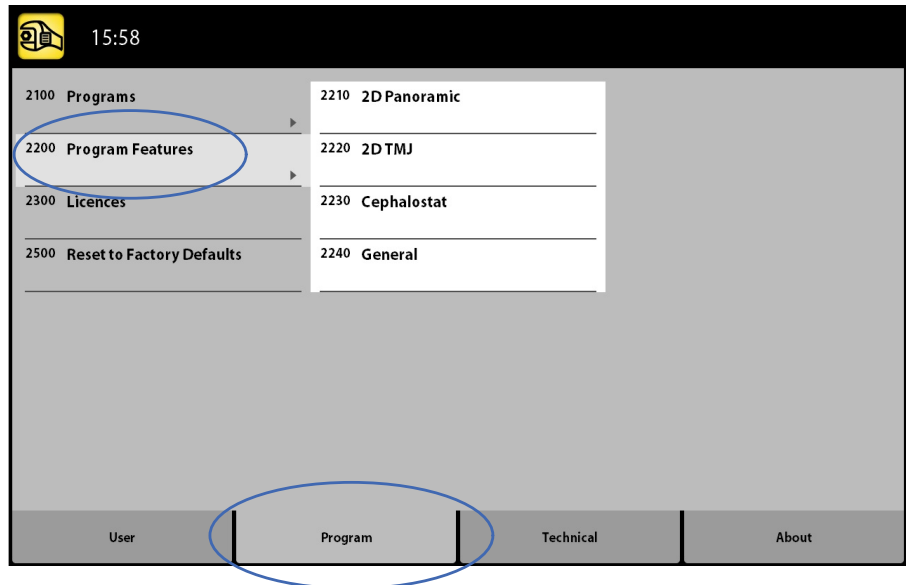 15:58
2100 Programs
2200 Program Features
2300 Licences
2500 Reset to Factory Defaults
2210 2D Panoramic
2220 2D TMJ
2230 Cephalostat
2240 General
User
Program
Technical
About